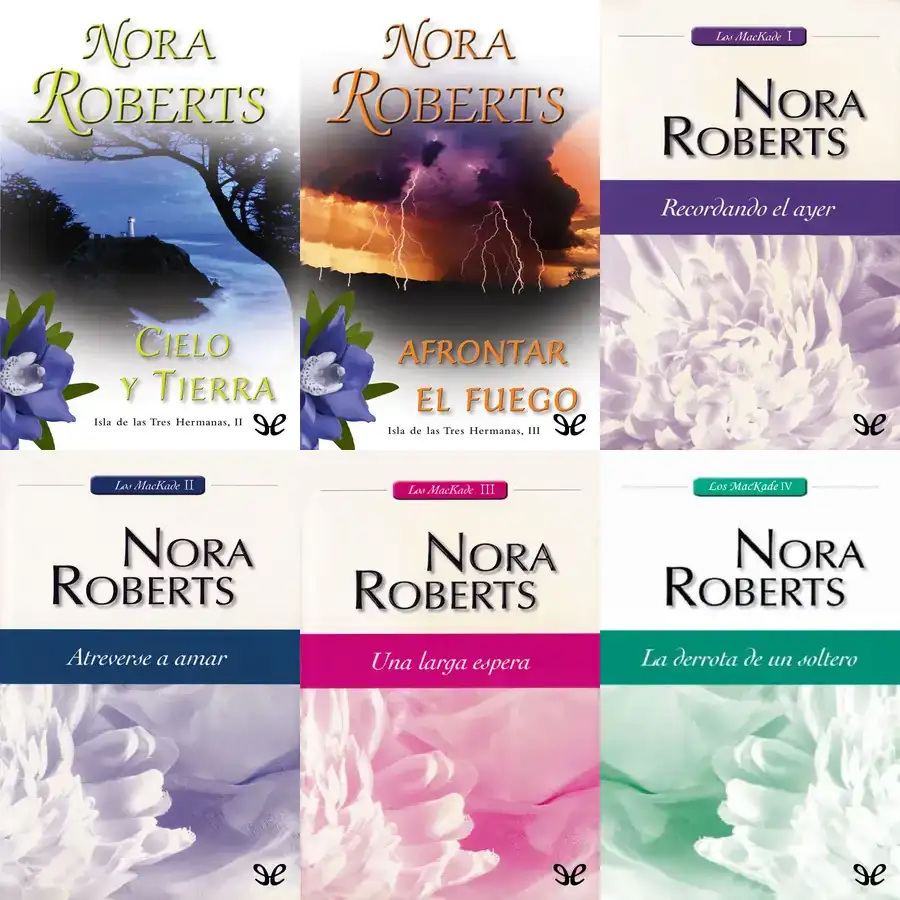 NORA
ROBERTS
CIELO
Y TIERRA
Isla de las Tres Hermanas, II
NORA
ROBERTS
AFRONTAR
EL FUEGO
Isla de las Tres Hermanas, III
Los MacKade I
NORA
ROBERTS
Recordando el ayer
Los MacKade II
NORA
ROBERTS
Atreverse a amar
Los MacKade III
NORA
ROBERTS
Una larga espera
Los MacKade IV
NORA
ROBERTS
La derrota de un soltero